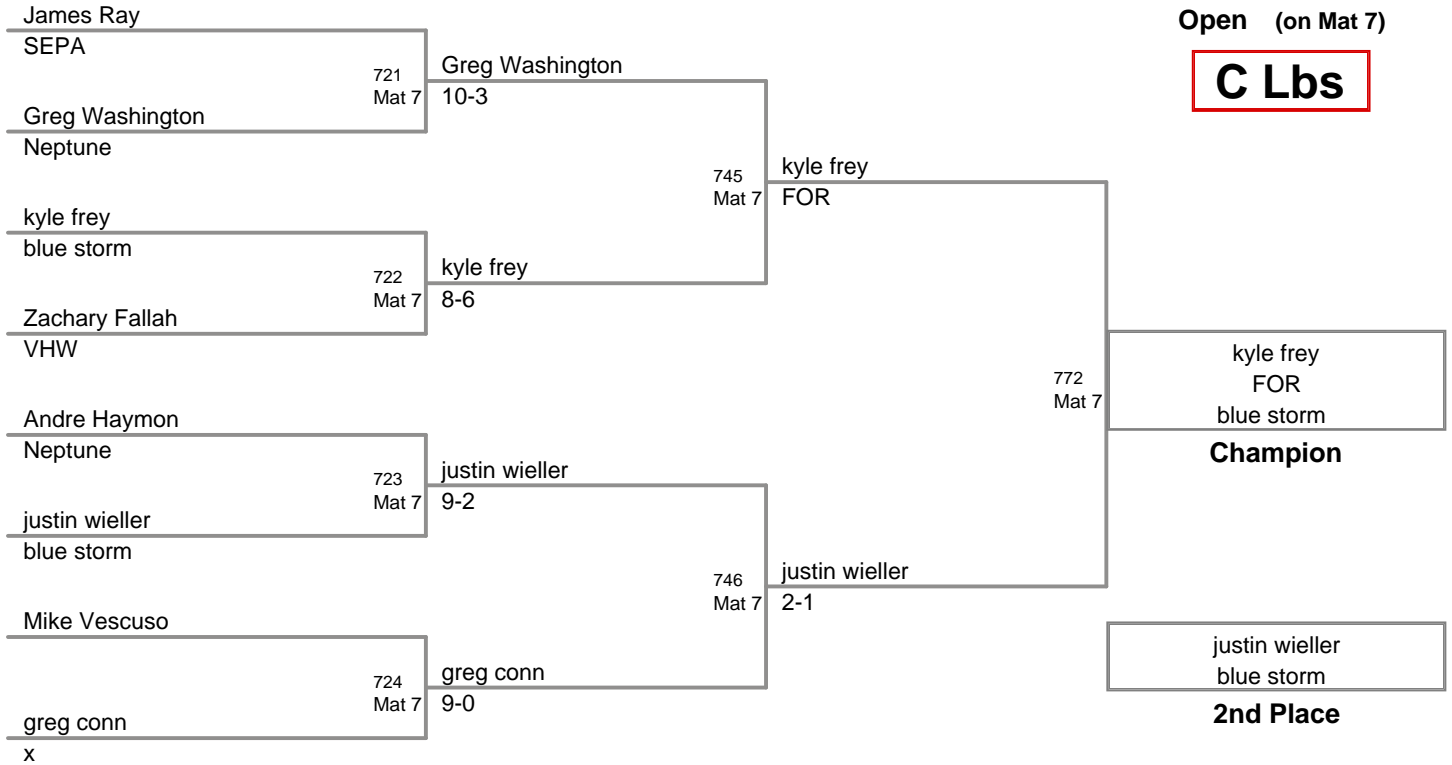 James Ray
SEPA
Open (on Mat 7)
C Lbs
721
Mat 7
Greg Washington
10-3
Greg Washington
Neptune
745
Mat 7
kyle frey
FOR
kyle frey
blue storm
722
Mat 7
kyle frey
8-6
Zachary Fallah
VHW
772
Mat 7
kyle frey
FOR
blue storm
Champion
Andre Haymon
Neptune
723
Mat 7
justin wieller
9-2
justin wieller
blue storm
746
Mat 7
justin wieller
2-1
Mike Vescuso
724
Mat 7
greg conn
9-0
greg conn
x
justin wieller
blue storm
2nd Place